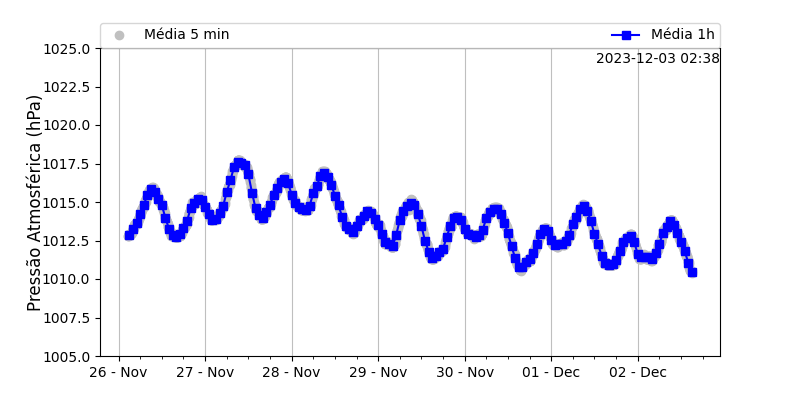 Média 5 min
Média 1h
2023-12-03 02:38
Pressão Atmosférica (hPa)
1025.0
1022.5
1020.0
1017.5
1015.0
1012.5
1010.0
1007.5
1005.0
26 - Nov
27 - Nov
28 - Nov
29 - Nov
30 - Nov
01 - Dec
02 - Dec